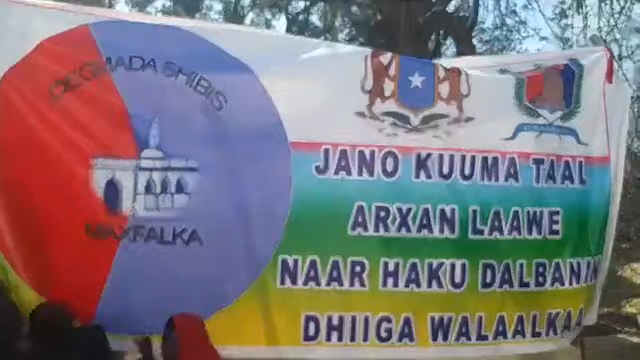 DEGMADA SHIBIS
MAXFALKA
JANO KUUMA TAAL
ARXAN LAAWE
NAAR HAKU DALBANIN
DHIIGA WALAALKAA